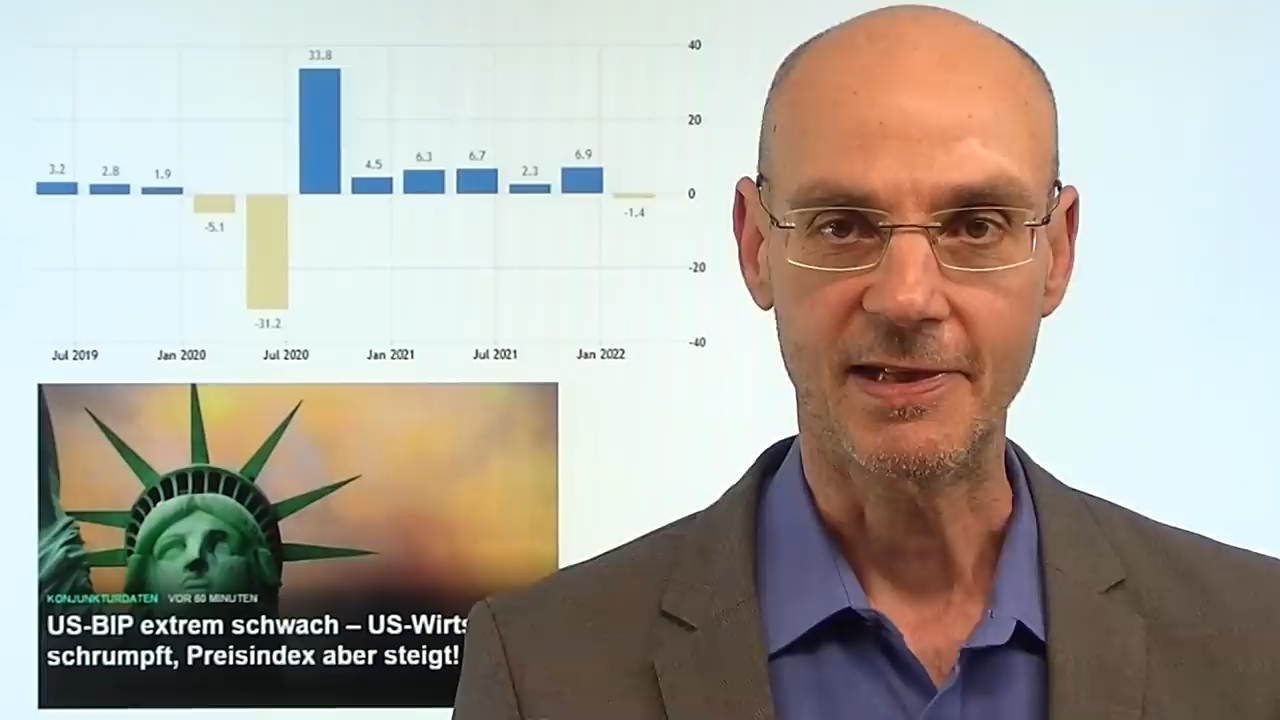 33.8
40
20
3.2
2.8
1.9
4.5
6.3
6.7
2.3
6.9
0
-5.1
-1.4
-20
-31.2
-40
Jul 2019
Jan 2020
Jul 2020
Jan 2021
Jul 2021
Jan 2022
KONJUNKTURDATEN VOR 60 MINUTEN
US-BIP extrem schwach – US-Wirts
schrumpft, Preisindex aber steigt!